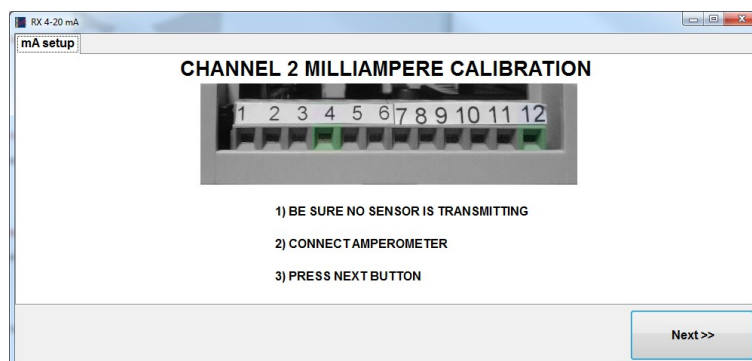 RX 4-20 mA
mA setup
CHANNEL 2 MILLIAMPERE CALIBRATION
1 2 3 4 5 6 7 8 9 10 11 12
1) BE SURE NO SENSOR IS TRANSMITTING
2) CONNECT AMPEROMETER
3) PRESS NEXT BUTTON
Next >>